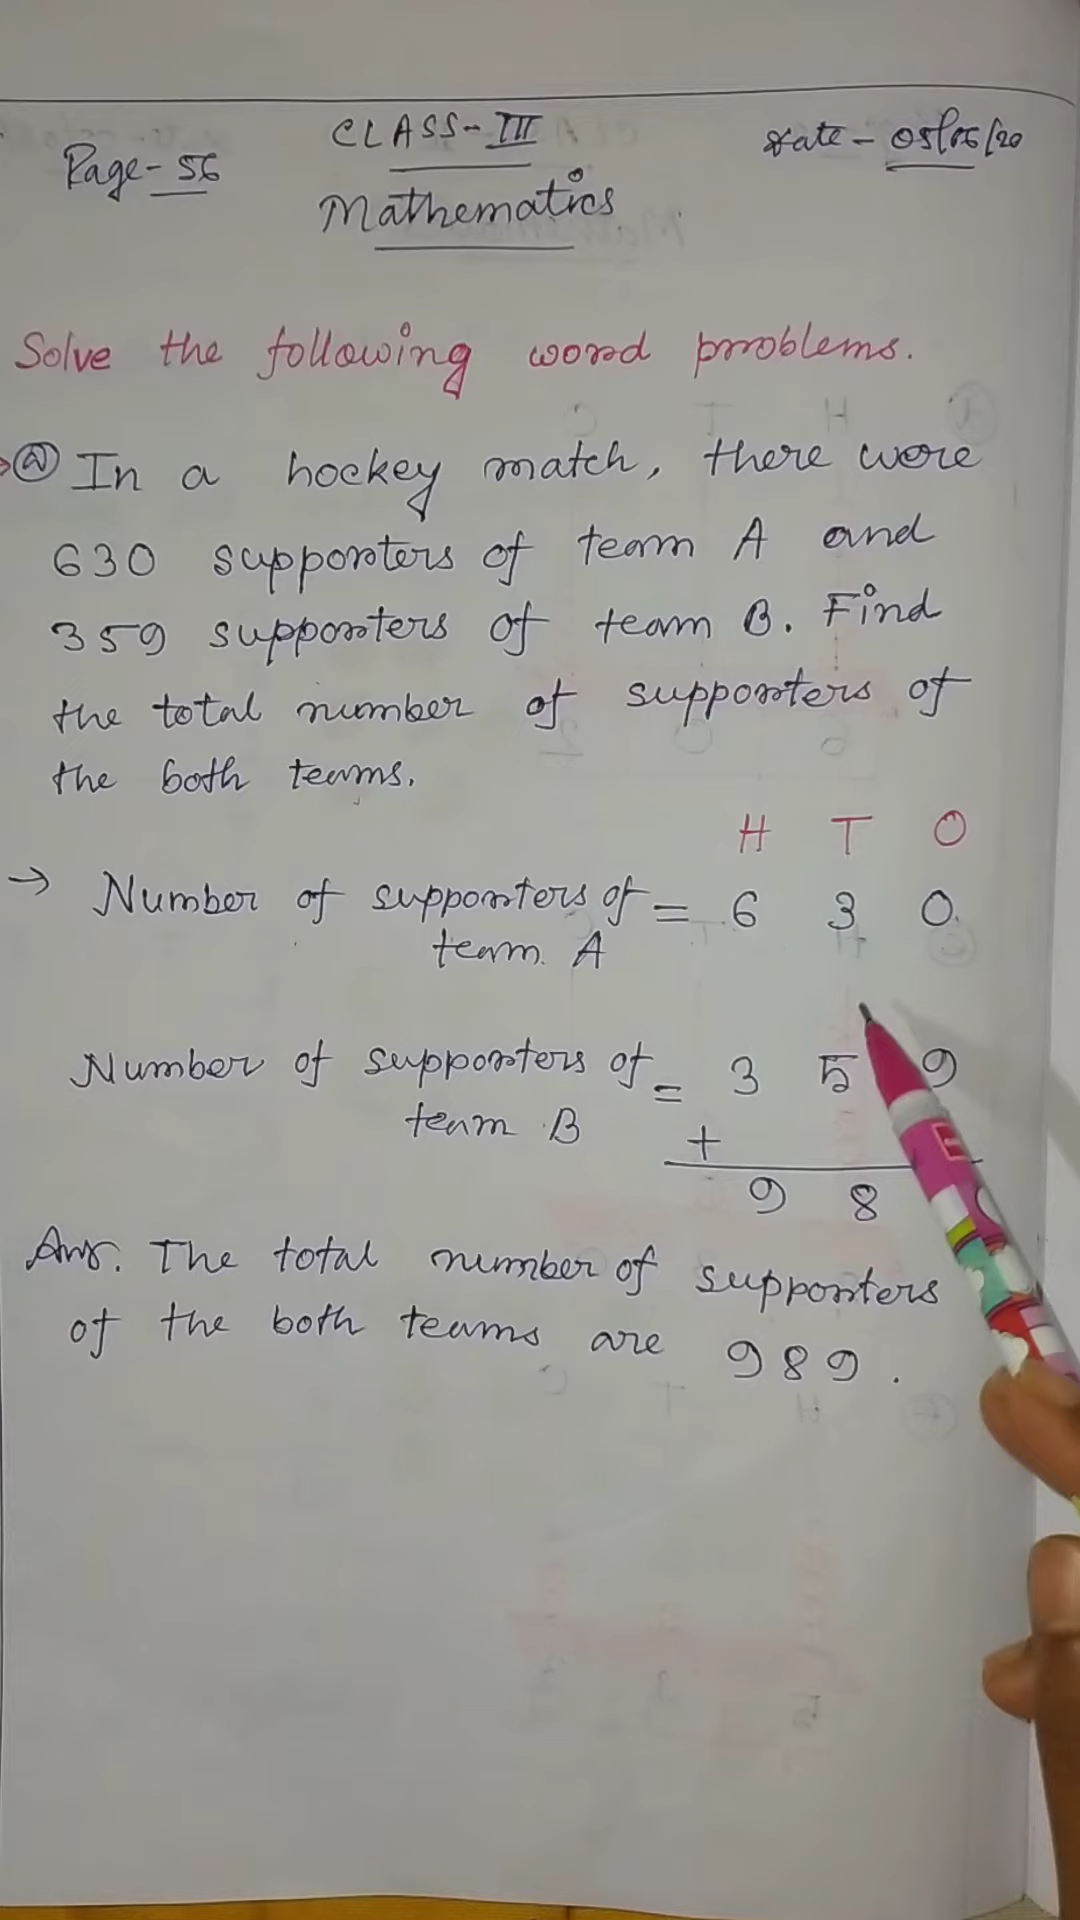 Page-56
CLASS-III
Date - 05/06/20
Mathematics
Solve the following word problems.
a In a hockey match, there were
630 supporters of team A and
359 supporters of team B. Find
the total number of supporters of
the both teams.
H T O
→ Number of supporters of = 6 3 0
team A
Number of supporters of = 3 5 9
team B +
9 8
Ans. The total number of supporters
of the both teams are 989.